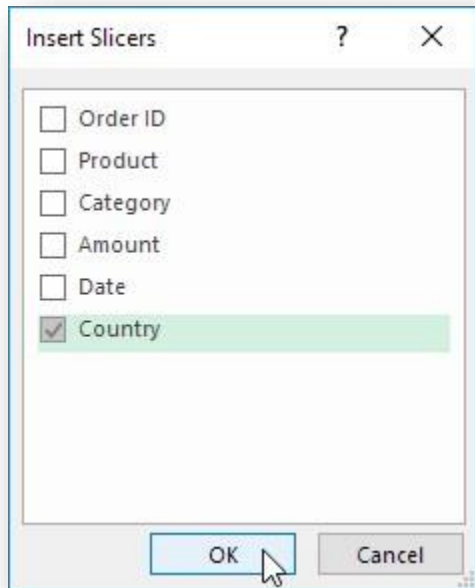 Insert Slicers ?
Order ID
Product
Category
Amount
Date
Country
OK Cancel